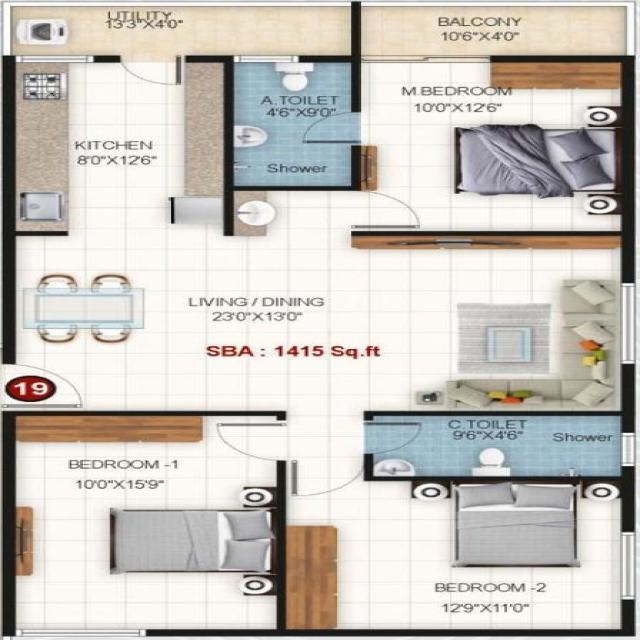 UTILITY
13'3"X4'0"
BALCONY
10'6"X4'0"
A.TOILET
4'6"X9'0"
Shower
M.BEDROOM
10'0"X12'6"
KITCHEN
8'0"X12'6"
LIVING / DINING
23'0"X13'0"
SBA : 1415 Sq.ft
19
C.TOILET
9'6"X4'6"
Shower
BEDROOM -1
10'0"X15'9"
BEDROOM -2
12'9"X11'0"